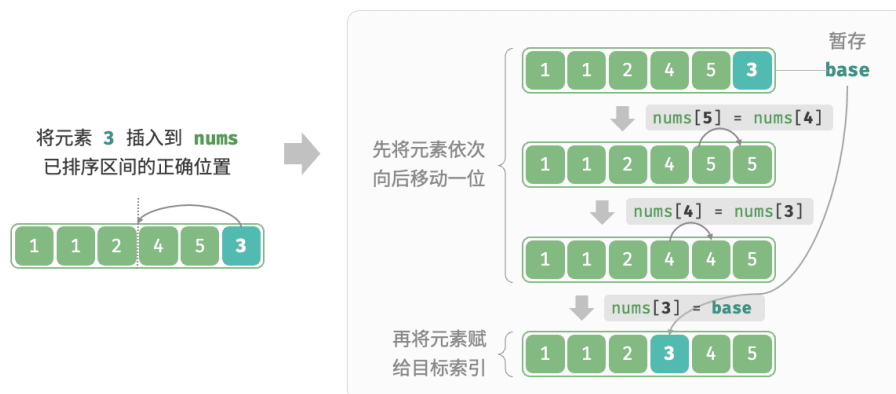 将元素 3 插入到 nums
已排序区间的正确位置
1 1 2 4 5 3
暂存
base
1 1 2 4 5 3
nums[5] = nums[4]
先将元素依次
向后移动一位
1 1 2 4 5 5
nums[4] = nums[3]
1 1 2 4 4 5
nums[3] = base
再将元素赋
给目标索引
1 1 2 3 4 5